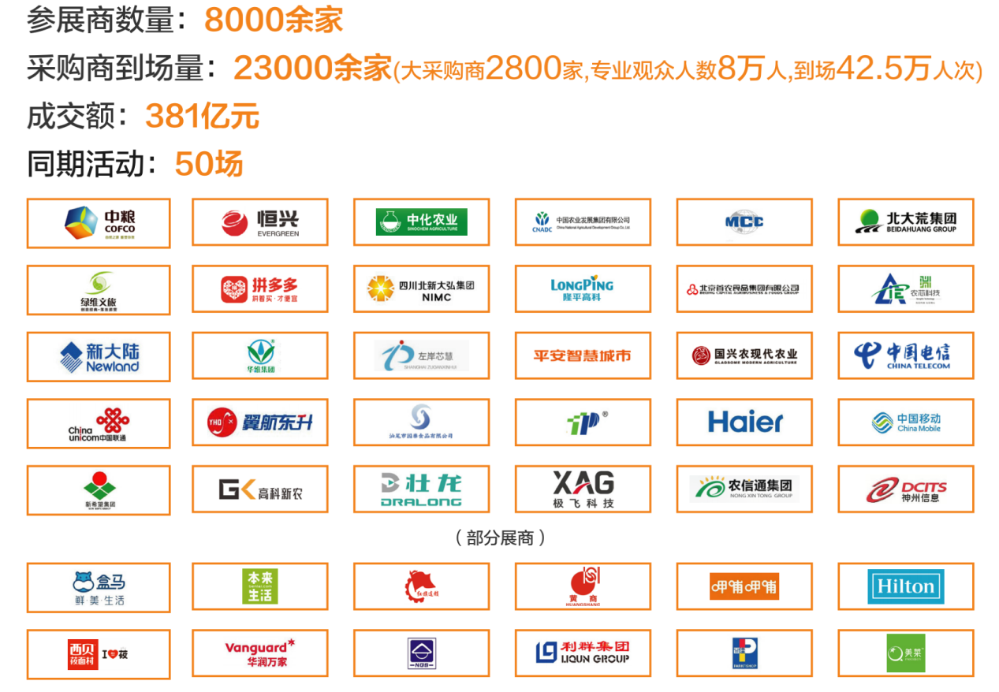 参展商数量：8000余家
采购商到场量：23000余家(大采购商2800家,专业观众人数8万人,到场42.5万人次)
成交额：381亿元
同期活动：50场
中粮
COFCO
恒兴
EVERGREEN
中化农业
SINOCHEM AGRICULTURE
CNADC
中国农业发展集团有限公司
China National Agricultural Development Group Co.,Ltd.
MCC
北大荒集团
BEIDAHUANG GROUP
绿维文旅
拼多多
拼着买·才便宜
四川北新大弘集团
NIMC
LONGPING
隆平高科
北京首农食品集团有限公司
BEIJING CAPITAL AGRIBUSINESS & FOODS GROUP
农芯科技
新大陆
Newland
华维集团
左岸芯慧
SHANGHAI ZUOANXINHUI
平安智慧城市
国兴农现代农业
GLADSOME MODERN AGRICULTURE
中国电信
CHINA TELECOM
China
unicom中国联通
YHD
翼航东升
汕尾市国泰食品有限公司
®
Haier
中国移动
China Mobile
新希望集团
NEW HOPE GROUP
GK高科新农
壮龙
DRALONG
XAG
极飞科技
农信通集团
NONG XIN TONG GROUP
DCITS
神州信息
（部分展商）
盒马
鲜·美·生活
本来
生活
红旗连锁
黄商
HUANGSHANG
呷哺呷哺
Hilton
西贝
莜面村
I❤莜
Vanguard
华润万家
NGS
利群集团
LIQUN GROUP
百佳
PARKnSHOP
美菜